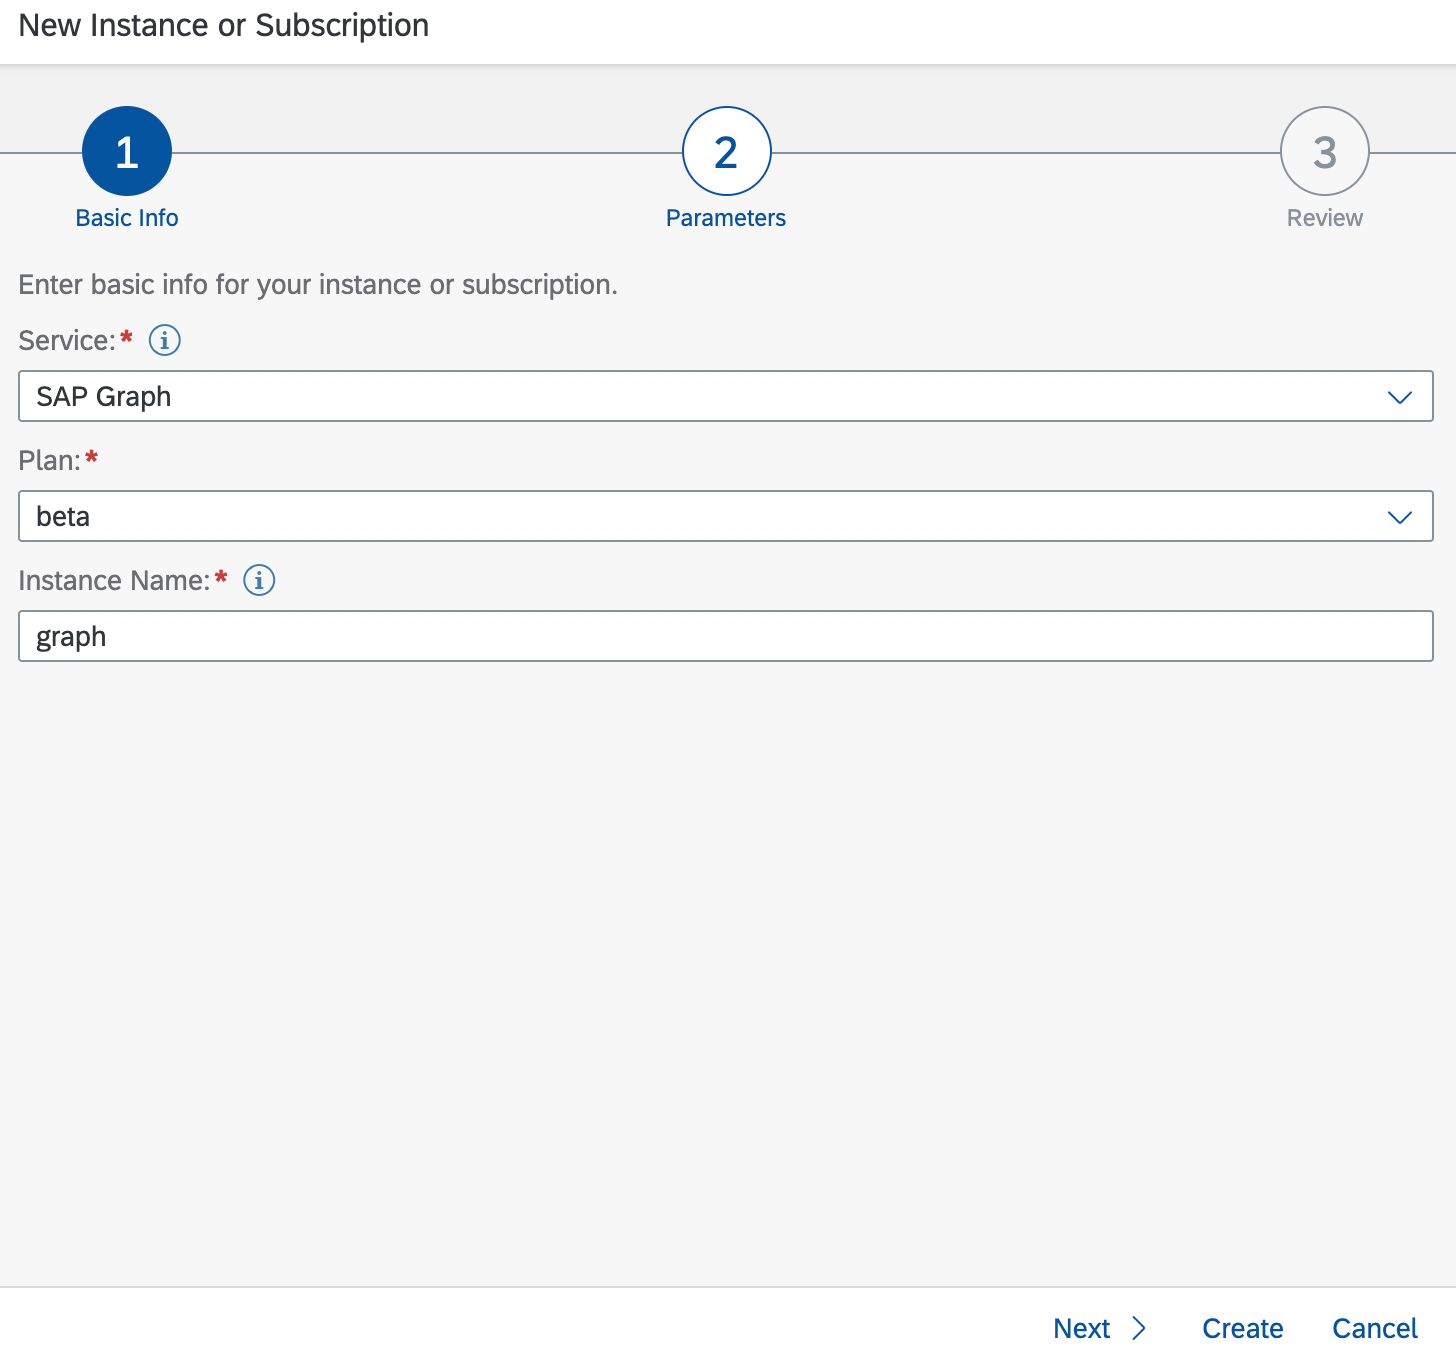 New Instance or Subscription
1
2
3
Basic Info
Parameters
Review
Enter basic info for your instance or subscription.
Service:* i
SAP Graph
Plan:*
beta
Instance Name:* i
graph
Next
Create
Cancel